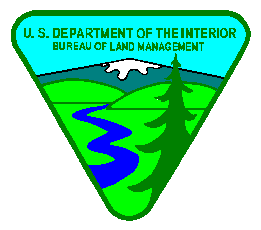 U. S. DEPARTMENT OF THE INTERIOR
BUREAU OF LAND MANAGEMENT